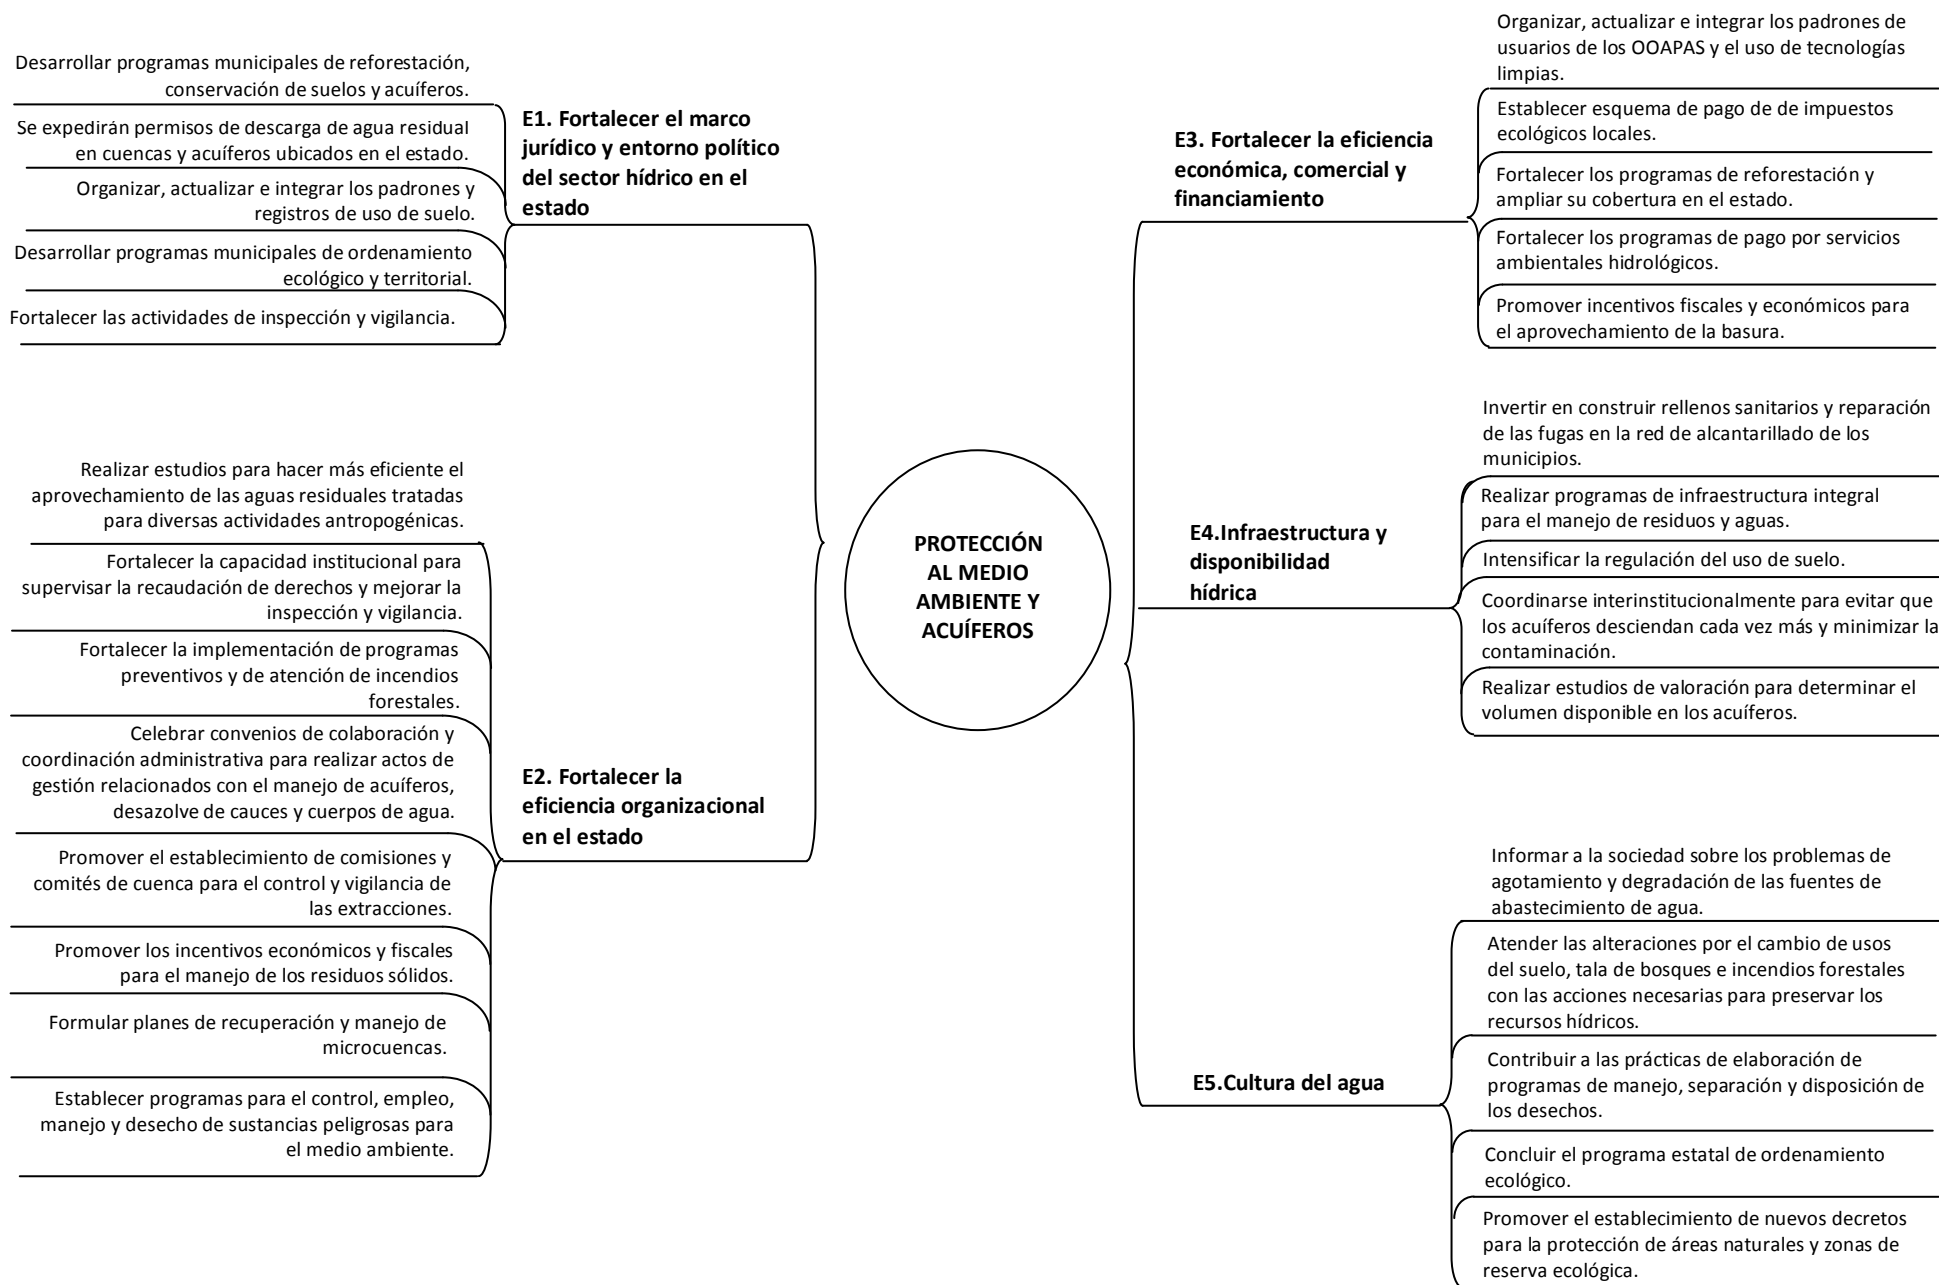 Desarrollar programas municipales de reforestación,
conservación de suelos y acuíferos.
Se expedirán permisos de descarga de agua residual
en cuencas y acuíferos ubicados en el estado.
Organizar, actualizar e integrar los padrones y
registros de uso de suelo.
Desarrollar programas municipales de ordenamiento
ecológico y territorial.
Fortalecer las actividades de inspección y vigilancia.
E1. Fortalecer el marco
jurídico y entorno político
del sector hídrico en el
estado
Realizar estudios para hacer más eficiente el
aprovechamiento de las aguas residuales tratadas
para diversas actividades antropogénicas.
Fortalecer la capacidad institucional para
supervisar la recaudación de derechos y mejorar la
inspección y vigilancia.
Fortalecer la implementación de programas
preventivos y de atención de incendios
forestales.
Celebrar convenios de colaboración y
coordinación administrativa para realizar actos de
gestión relacionados con el manejo de acuíferos,
desazolve de cauces y cuerpos de agua.
Promover el establecimiento de comisiones y
comités de cuenca para el control y vigilancia de
las extracciones.
Promover los incentivos económicos y fiscales
para el manejo de los residuos sólidos.
Formular planes de recuperación y manejo de
microcuencas.
Establecer programas para el control, empleo,
manejo y desecho de sustancias peligrosas para
el medio ambiente.
E2. Fortalecer la
eficiencia organizacional
en el estado
PROTECCIÓN
AL MEDIO
AMBIENTE Y
ACUÍFEROS
E3. Fortalecer la eficiencia
económica, comercial y
financiamiento
Organizar, actualizar e integrar los padrones de
usuarios de los OOAPAS y el uso de tecnologías
limpias.
Establecer esquema de pago de de impuestos
ecológicos locales.
Fortalecer los programas de reforestación y
ampliar su cobertura en el estado.
Fortalecer los programas de pago por servicios
ambientales hidrológicos.
Promover incentivos fiscales y económicos para
el aprovechamiento de la basura.
E4.Infraestructura y
disponibilidad
hídrica
Invertir en construir rellenos sanitarios y reparación
de las fugas en la red de alcantarillado de los
municipios.
Realizar programas de infraestructura integral
para el manejo de residuos y aguas.
Intensificar la regulación del uso de suelo.
Coordinarse interinstitucionalmente para evitar que
los acuíferos desciendan cada vez más y minimizar la
contaminación.
Realizar estudios de valoración para determinar el
volumen disponible en los acuíferos.
E5.Cultura del agua
Informar a la sociedad sobre los problemas de
agotamiento y degradación de las fuentes de
abastecimiento de agua.
Atender las alteraciones por el cambio de usos
del suelo, tala de bosques e incendios forestales
con las acciones necesarias para preservar los
recursos hídricos.
Contribuir a las prácticas de elaboración de
programas de manejo, separación y disposición de
los desechos.
Concluir el programa estatal de ordenamiento
ecológico.
Promover el establecimiento de nuevos decretos
para la protección de áreas naturales y zonas de
reserva ecológica.